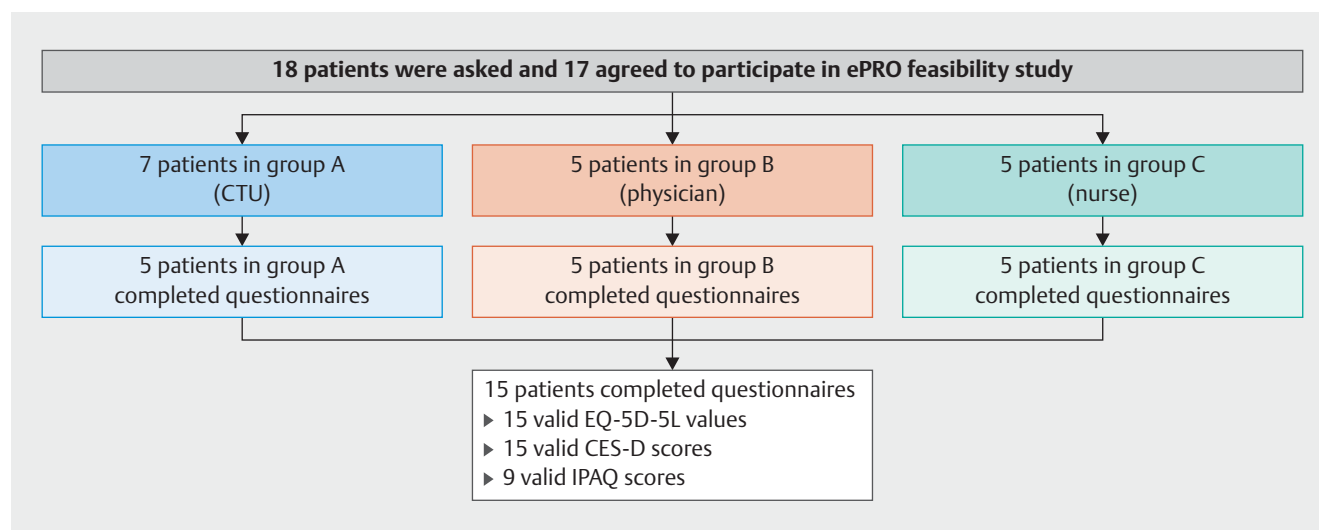 18 patients were asked and 17 agreed to participate in ePRO feasibility study
7 patients in group A
(CTU)
5 patients in group B
(physician)
5 patients in group C
(nurse)
5 patients in group A
completed questionnaires
5 patients in group B
completed questionnaires
5 patients in group C
completed questionnaires
15 patients completed questionnaires
▶ 15 valid EQ-5D-5L values
▶ 15 valid CES-D scores
▶ 9 valid IPAQ scores